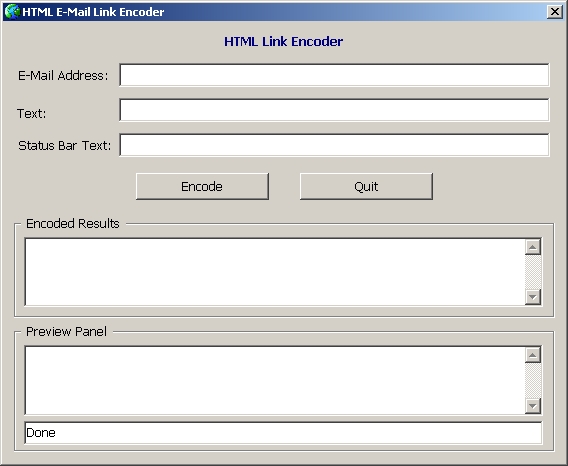 HTML E-Mail Link Encoder
HTML Link Encoder
E-Mail Address:
Text:
Status Bar Text:
Encode Quit
Encoded Results
Preview Panel
Done